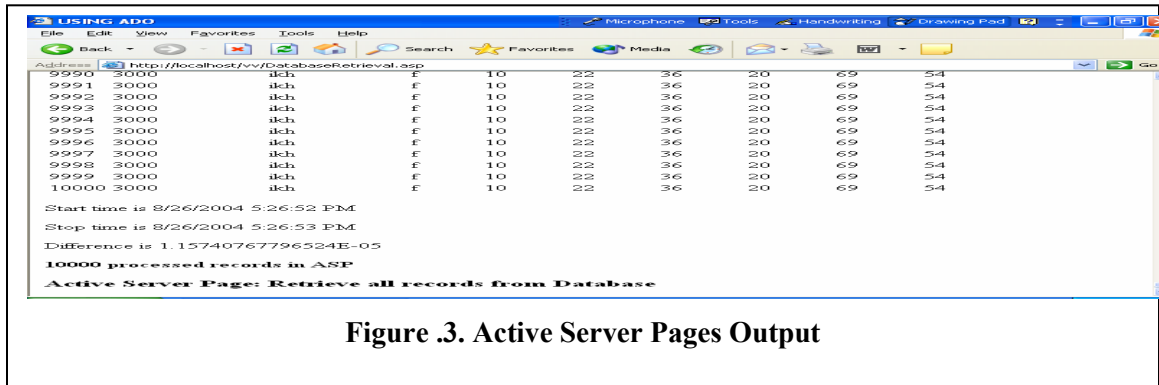 USING ADO Microphone Tools Handwriting Drawing Pad
File Edit View Favorites Tools Help
Back Search Favorites Media
Address http://localhost/vv/DatabaseRetrieval.asp Go
9990 3000 ikh f 10 22 36 20 69 54
9991 3000 ikh f 10 22 36 20 69 54
9992 3000 ikh f 10 22 36 20 69 54
9993 3000 ikh f 10 22 36 20 69 54
9994 3000 ikh f 10 22 36 20 69 54
9995 3000 ikh f 10 22 36 20 69 54
9996 3000 ikh f 10 22 36 20 69 54
9997 3000 ikh f 10 22 36 20 69 54
9998 3000 ikh f 10 22 36 20 69 54
9999 3000 ikh f 10 22 36 20 69 54
10000 3000 ikh f 10 22 36 20 69 54
Start time is 8/26/2004 5:26:52 PM
Stop time is 8/26/2004 5:26:53 PM
Difference is 1.15740767796524E-05
10000 processed records in ASP
Active Server Page: Retrieve all records from Database
Figure .3. Active Server Pages Output